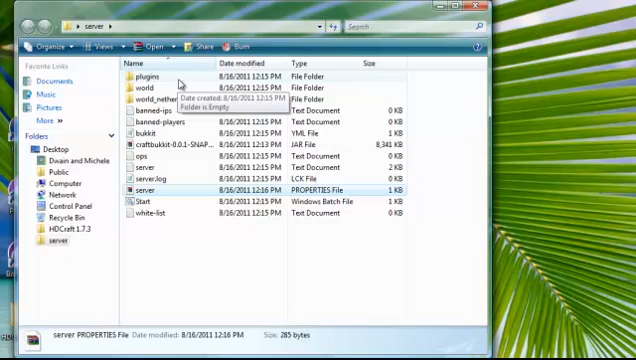 server
Search
Organize Views Open Share Burn
Favorite Links
Documents
Music
Pictures
More »
Folders
Desktop
Dwain and Michele
Public
Computer
Network
Control Panel
Recycle Bin
HDCraft 1.7.3
server
Name Date modified Type Size
plugins 8/16/2011 12:15 PM File Folder
world 8/16/2011 12:15 PM File Folder
world_nether 8/16/2011 12:15 PM File Folder
Date created: 8/16/2011 12:15 PM
Folder is Empty
banned-ips Text Document 0 KB
banned-players 8/16/2011 12:15 PM Text Document 0 KB
bukkit 8/16/2011 12:15 PM YML File 1 KB
craftbukkit-0.0.1-SNAP... 8/16/2011 12:14 PM JAR File 8,341 KB
ops 8/16/2011 12:15 PM Text Document 0 KB
server 8/16/2011 12:15 PM Text Document 2 KB
server.log 8/16/2011 12:15 PM LCK File 0 KB
server 8/16/2011 12:16 PM PROPERTIES File 1 KB
Start 8/16/2011 12:15 PM Windows Batch File 1 KB
white-list 8/16/2011 12:15 PM Text Document 0 KB
server PROPERTIES File Date modified: 8/16/2011 12:16 PM Size: 285 bytes